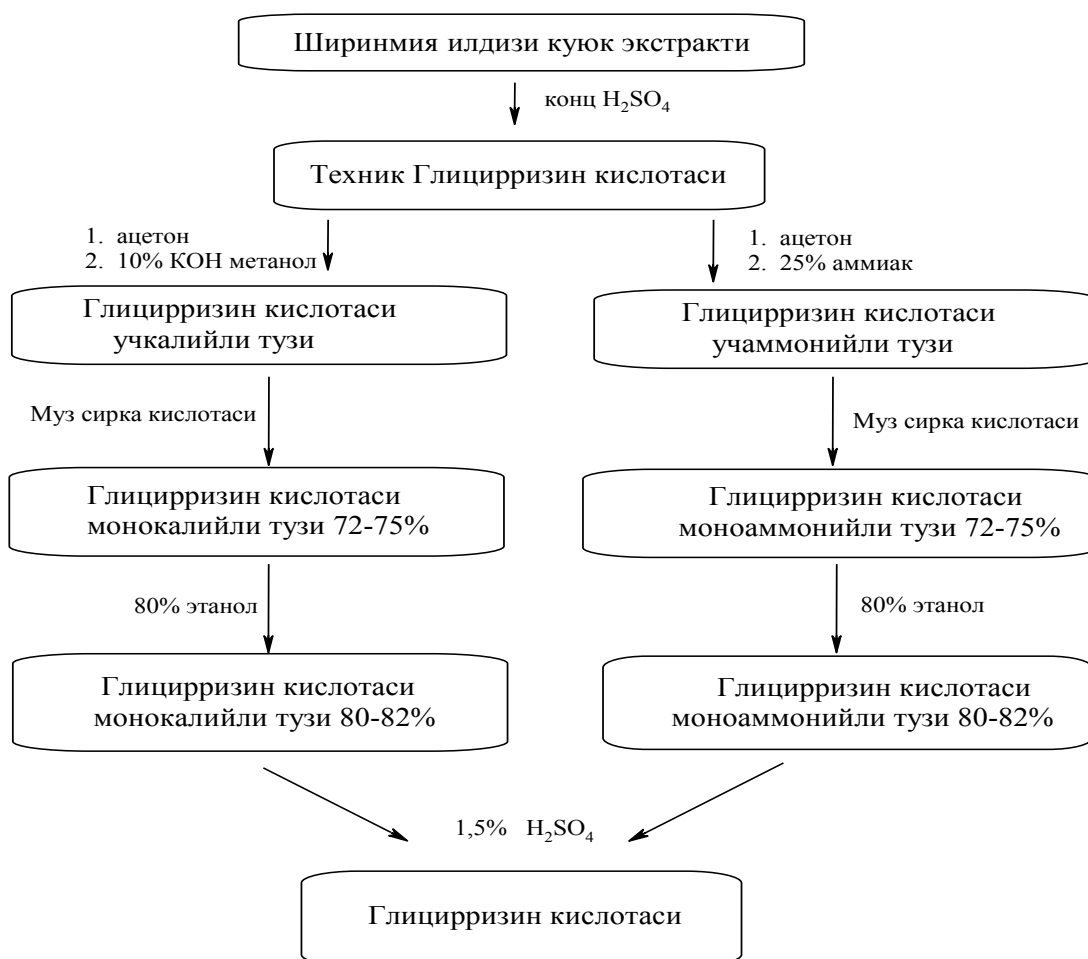 Ширинмия илдизи куюк экстракти
конц H₂SO₄
Техник Глицирризин кислотаси
1. ацетон
2. 10% КОН метанол
1. ацетон
2. 25% аммиак
Глицирризин кислотаси
учкалийли тузи
Глицирризин кислотаси
учаммонийли тузи
Муз сирка кислотаси
Муз сирка кислотаси
Глицирризин кислотаси
монокалийли тузи 72-75%
Глицирризин кислотаси
моноаммонийли тузи 72-75%
80% этанол
80% этанол
Глицирризин кислотаси
монокалийли тузи 80-82%
Глицирризин кислотаси
моноаммонийли тузи 80-82%
1,5% H₂SO₄
Глицирризин кислотаси